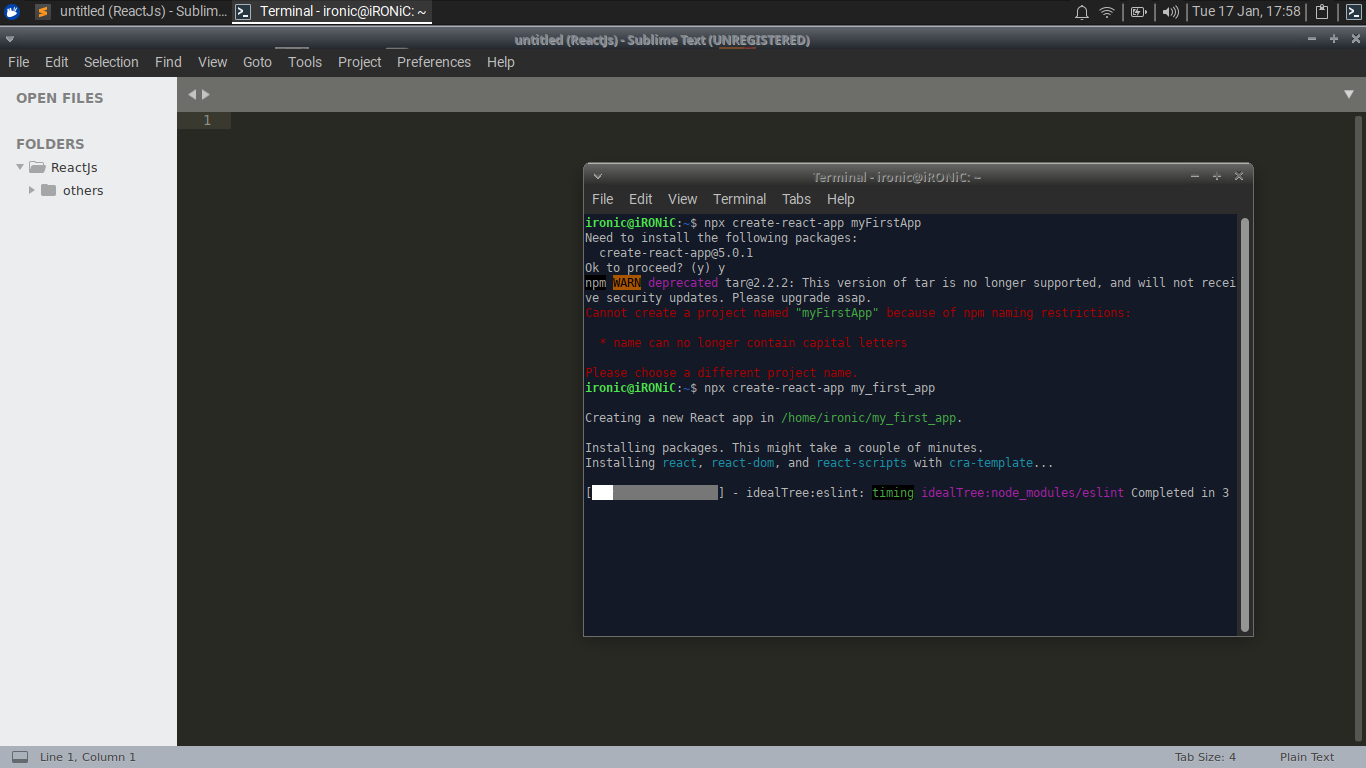 untitled (ReactJs) - Sublim...
Terminal - ironic@iRONiC: ~
Tue 17 Jan, 17:58
untitled (ReactJs) - Sublime Text (UNREGISTERED)
File Edit Selection Find View Goto Tools Project Preferences Help
OPEN FILES
FOLDERS
ReactJs
others
1
Terminal - ironic@iRONiC: ~
File Edit View Terminal Tabs Help
ironic@iRONiC:~$ npx create-react-app myFirstApp
Need to install the following packages:
  create-react-app@5.0.1
Ok to proceed? (y) y
npm WARN deprecated tar@2.2.2: This version of tar is no longer supported, and will not recei
ve security updates. Please upgrade asap.
Cannot create a project named "myFirstApp" because of npm naming restrictions:
  * name can no longer contain capital letters
Please choose a different project name.
ironic@iRONiC:~$ npx create-react-app my_first_app
Creating a new React app in /home/ironic/my_first_app.
Installing packages. This might take a couple of minutes.
Installing react, react-dom, and react-scripts with cra-template...
[ ] - idealTree:eslint: timing idealTree:node_modules/eslint Completed in 3
Line 1, Column 1
Tab Size: 4
Plain Text